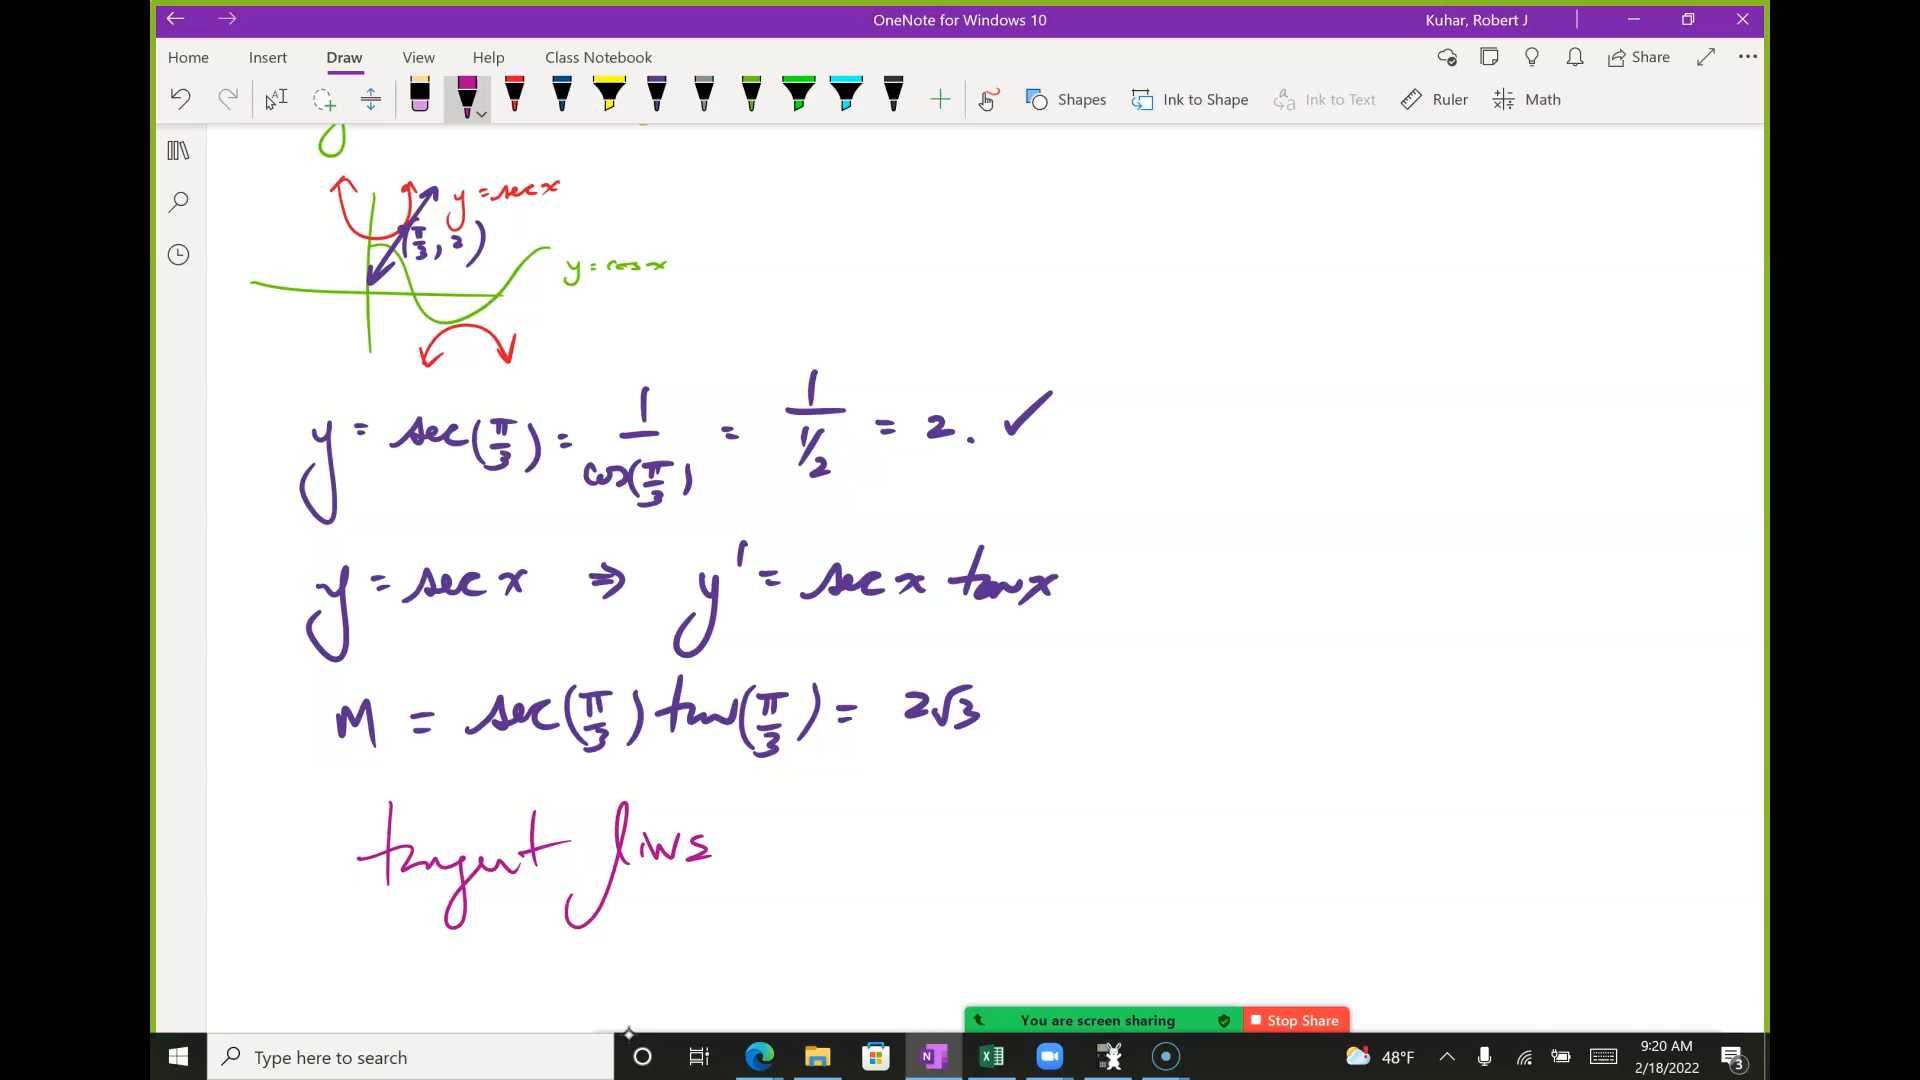 OneNote for Windows 10
Kuhar, Robert J
Home Insert Draw View Help Class Notebook
Share
Shapes Ink to Shape Ink to Text Ruler Math
y = sec x
(π/3, 2)
y = cos x
y = sec(π/3) = 1/cos(π/3) = 1/(1/2) = 2. ✓
y = sec x ⇒ y' = sec x tan x
M = sec(π/3) tan(π/3) = 2√3
tangent line
You are screen sharing Stop Share
Type here to search
48°F
9:20 AM
2/18/2022
3